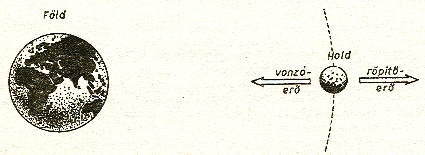 Föld
Hold
vonzó-
erő
röpítő-
erő